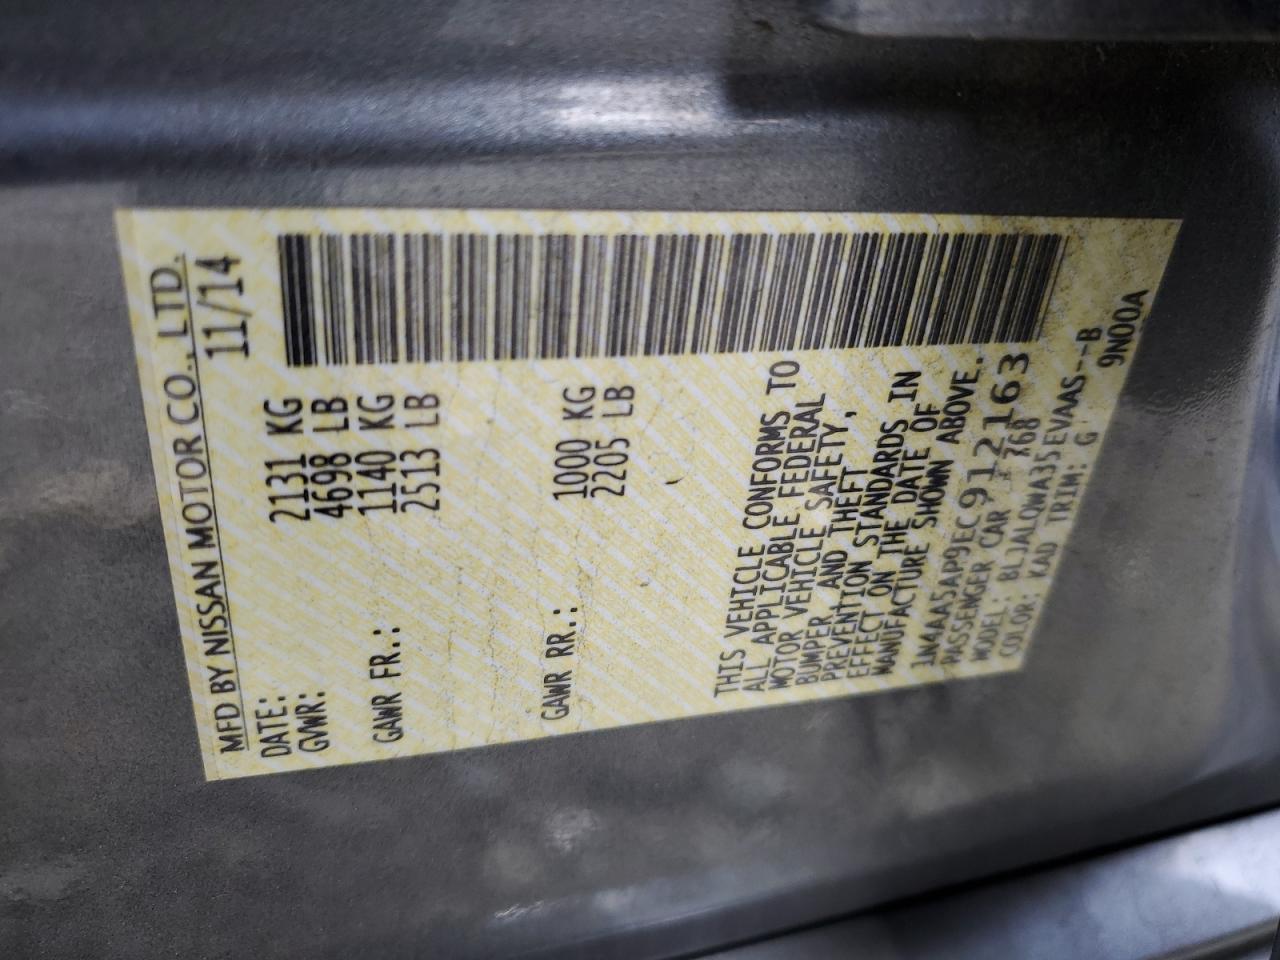 MFD BY NISSAN MOTOR CO., LTD.
DATE: 11/14
GVWR: 2131 KG
4698 LB
GAWR FR.: 1140 KG
2513 LB
GAWR RR.: 1000 KG
2205 LB
THIS VEHICLE CONFORMS TO
ALL APPLICABLE FEDERAL
MOTOR VEHICLE SAFETY,
BUMPER AND THEFT
PREVENTION STANDARDS IN
EFFECT ON THE DATE OF
MANUFACTURE SHOWN ABOVE.
1N4AA5AP9EC912163
PASSENGER CAR 768
MODEL: BLJALQWA35EVAAS--B
COLOR: KAD TRIM: G 9N00A